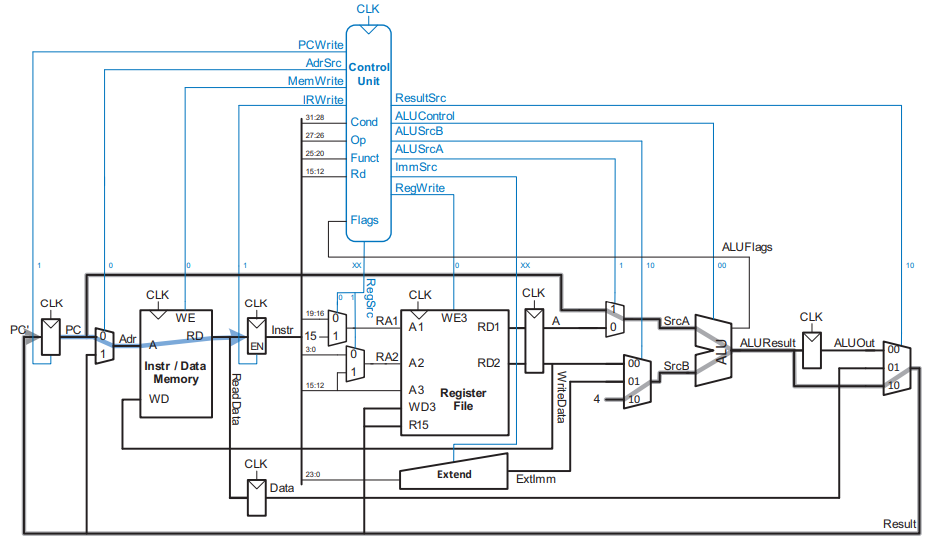 CLK
PCWrite
AdrSrc
MemWrite
IRWrite
Control
Unit
ResultSrc
ALUControl
ALUSrcB
ALUSrcA
ImmSrc
RegWrite
31:28 Cond
27:26 Op
25:20 Funct
15:12 Rd
Flags
ALUFlags
1 0 0 1 XX 0 XX 1 10 00 10
RegSrc
0 1
CLK CLK CLK CLK CLK CLK
PC' PC 0 1 Adr
WE
A RD
Instr / Data
Memory
WD
EN
Instr
ReadData
19:16 0
15 1
3:0 0
1
15:12
RA1
RA2
WE3
A1 RD1
A2 RD2
A3
WD3
R15
Register
File
A
WriteData
1
0
SrcA
00
01
4 10
SrcB
ALU
ALUResult
ALUOut
00
01
10
23:0 Extend ExtImm
CLK
Data
Result